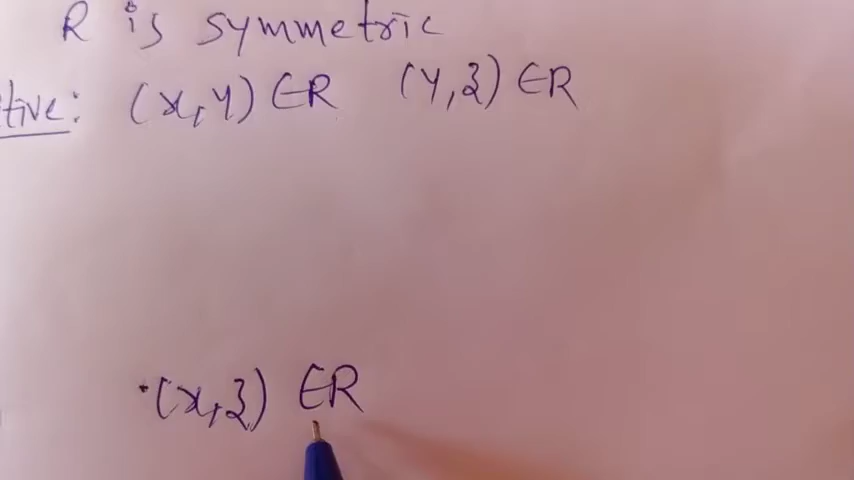 R is symmetric
tive: (x,y) ∈R (y,z) ∈R
(x,z) ∈R